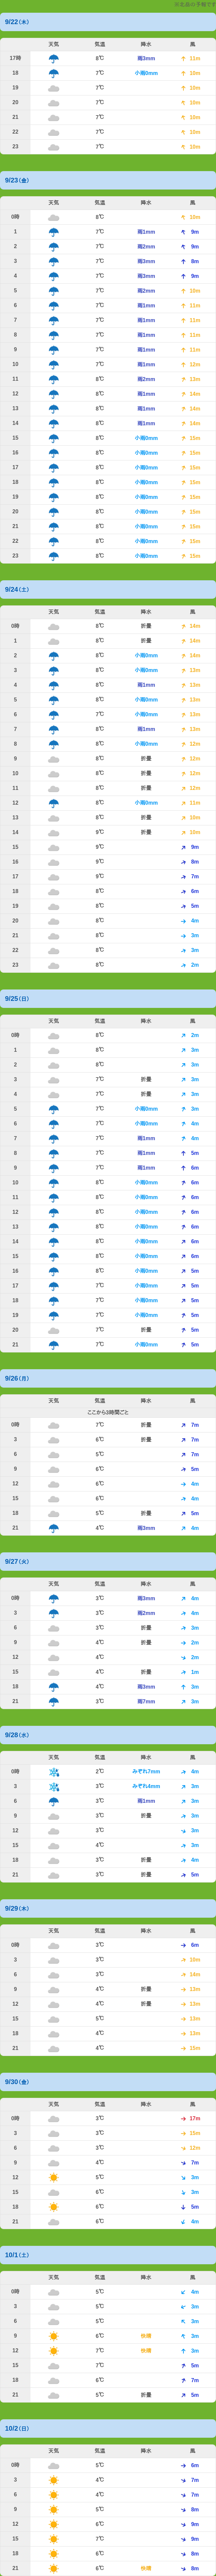 の予報です
9/22(木)
天気 気温 降水 風
17時 8℃ 雨3mm 11m
18 7℃ 小雨0mm 10m
19 7℃ 10m
20 7℃ 10m
21 7℃ 10m
22 7℃ 10m
23 7℃ 10m
9/23(金)
天気 気温 降水 風
0時 8℃ 10m
1 7℃ 雨1mm 9m
2 7℃ 雨2mm 9m
3 7℃ 雨3mm 8m
4 7℃ 雨3mm 9m
5 7℃ 雨2mm 10m
6 7℃ 雨1mm 11m
7 7℃ 雨1mm 11m
8 7℃ 雨1mm 11m
9 7℃ 雨1mm 11m
10 7℃ 雨1mm 12m
11 8℃ 雨2mm 13m
12 8℃ 雨1mm 14m
13 8℃ 雨1mm 14m
14 8℃ 雨1mm 14m
15 8℃ 小雨0mm 15m
16 8℃ 小雨0mm 15m
17 8℃ 小雨0mm 15m
18 8℃ 小雨0mm 15m
19 8℃ 小雨0mm 15m
20 8℃ 小雨0mm 15m
21 8℃ 小雨0mm 15m
22 8℃ 小雨0mm 15m
23 8℃ 小雨0mm 15m
9/24(土)
天気 気温 降水 風
0時 8℃ 折畳 14m
1 8℃ 折畳 14m
2 8℃ 小雨0mm 14m
3 8℃ 小雨0mm 13m
4 8℃ 雨1mm 13m
5 8℃ 小雨0mm 13m
6 7℃ 小雨0mm 13m
7 8℃ 雨1mm 13m
8 8℃ 小雨0mm 12m
9 8℃ 折畳 12m
10 8℃ 折畳 12m
11 8℃ 折畳 12m
12 8℃ 小雨0mm 11m
13 8℃ 折畳 10m
14 9℃ 折畳 10m
15 9℃ 9m
16 9℃ 8m
17 9℃ 7m
18 8℃ 6m
19 8℃ 5m
20 8℃ 4m
21 8℃ 3m
22 8℃ 3m
23 8℃ 2m
9/25(日)
天気 気温 降水 風
0時 8℃ 2m
1 8℃ 3m
2 8℃ 3m
3 7℃ 折畳 3m
4 7℃ 折畳 3m
5 7℃ 小雨0mm 3m
6 7℃ 小雨0mm 4m
7 7℃ 雨1mm 4m
8 7℃ 雨1mm 5m
9 7℃ 雨1mm 6m
10 8℃ 小雨0mm 6m
11 8℃ 小雨0mm 6m
12 8℃ 小雨0mm 6m
13 8℃ 小雨0mm 6m
14 8℃ 小雨0mm 6m
15 8℃ 小雨0mm 6m
16 8℃ 小雨0mm 5m
17 7℃ 小雨0mm 5m
18 7℃ 小雨0mm 5m
19 7℃ 小雨0mm 5m
20 7℃ 折畳 5m
21 7℃ 小雨0mm 5m
9/26(月)
天気 気温 降水 風
ここから3時間ごと
0時 7℃ 折畳 7m
3 6℃ 折畳 7m
6 5℃ 7m
9 6℃ 5m
12 6℃ 4m
15 6℃ 4m
18 5℃ 折畳 5m
21 4℃ 雨3mm 4m
9/27(火)
天気 気温 降水 風
0時 3℃ 雨3mm 4m
3 3℃ 雨2mm 4m
6 3℃ 折畳 3m
9 4℃ 折畳 2m
12 4℃ 2m
15 4℃ 折畳 1m
18 4℃ 雨3mm 3m
21 3℃ 雨7mm 3m
9/28(水)
天気 気温 降水 風
0時 2℃ みぞれ7mm 4m
3 3℃ みぞれ4mm 3m
6 3℃ 雨1mm 3m
9 3℃ 折畳 3m
12 3℃ 3m
15 4℃ 3m
18 3℃ 折畳 4m
21 3℃ 折畳 5m
9/29(木)
天気 気温 降水 風
0時 3℃ 6m
3 3℃ 10m
6 3℃ 14m
9 4℃ 折畳 13m
12 4℃ 折畳 13m
15 5℃ 13m
18 4℃ 13m
21 4℃ 15m
9/30(金)
天気 気温 降水 風
0時 3℃ 17m
3 3℃ 15m
6 3℃ 12m
9 4℃ 7m
12 5℃ 3m
15 6℃ 3m
18 6℃ 5m
21 6℃ 4m
10/1(土)
天気 気温 降水 風
0時 5℃ 4m
3 5℃ 3m
6 5℃ 3m
9 6℃ 快晴 3m
12 7℃ 快晴 3m
15 7℃ 5m
18 6℃ 7m
21 5℃ 折畳 5m
10/2(日)
天気 気温 降水 風
0時 5℃ 6m
3 4℃ 7m
6 4℃ 7m
9 5℃ 8m
12 6℃ 9m
15 7℃ 9m
18 6℃ 8m
21 6℃ 快晴 8m